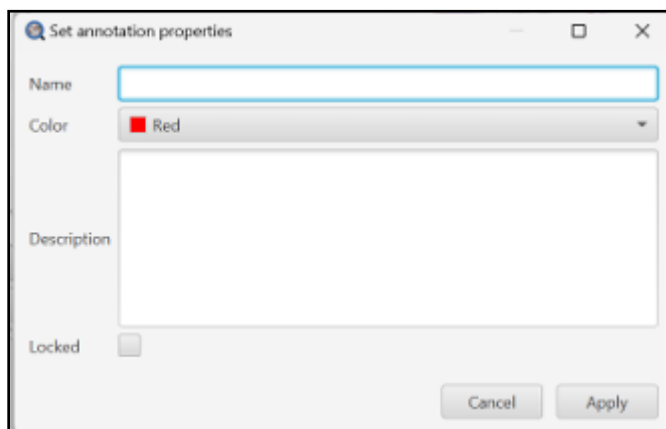 Set annotation properties
Name
Color Red
Description
Locked
Cancel Apply